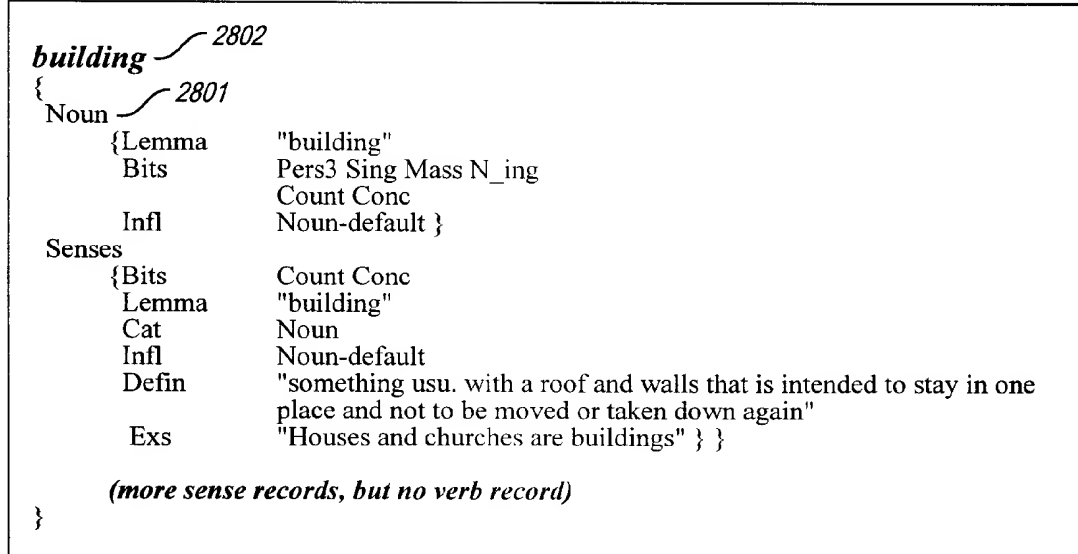 building 2802
{
Noun 2801
{Lemma "building"
Bits Pers3 Sing Mass N_ing
Count Conc
Infl Noun-default }
Senses
{Bits Count Conc
Lemma "building"
Cat Noun
Infl Noun-default
Defin "something usu. with a roof and walls that is intended to stay in one
place and not to be moved or taken down again"
Exs "Houses and churches are buildings" } }
(more sense records, but no verb record)
}